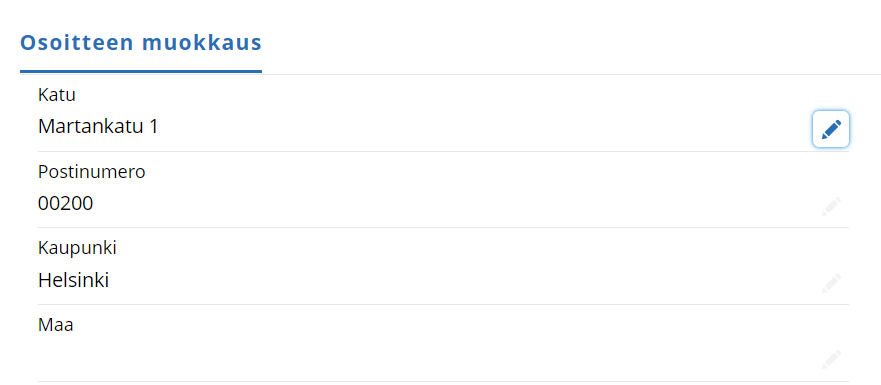 Osoitteen muokkaus
Katu
Martankatu 1
Postinumero
00200
Kaupunki
Helsinki
Maa